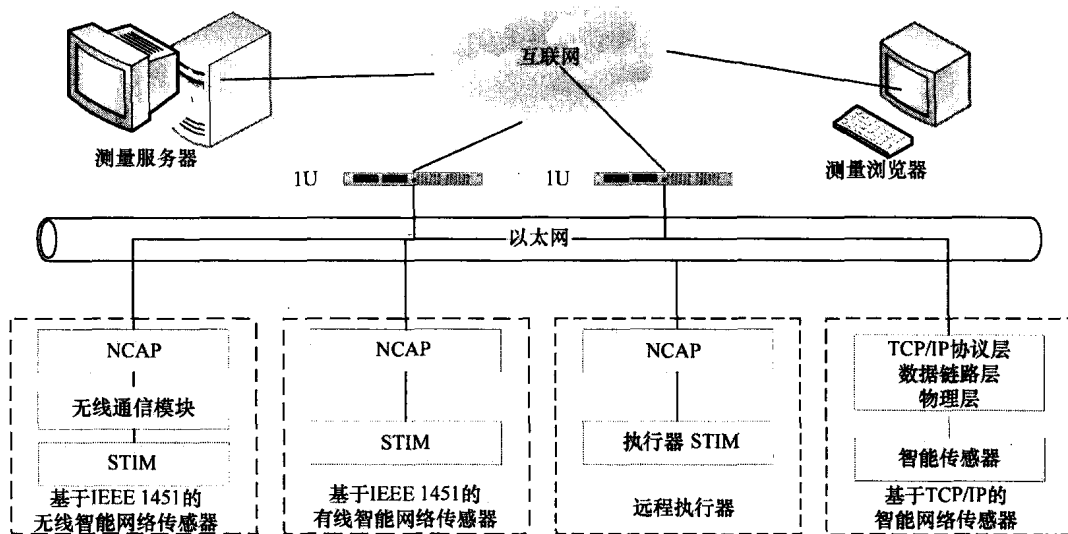 互联网
测量服务器
测量浏览器
1U
1U
以太网
NCAP
无线通信模块
STIM
基于IEEE 1451的
无线智能网络传感器
NCAP
STIM
基于IEEE 1451的
有线智能网络传感器
NCAP
执行器 STIM
远程执行器
TCP/IP协议层
数据链路层
物理层
智能传感器
基于TCP/IP的
智能网络传感器